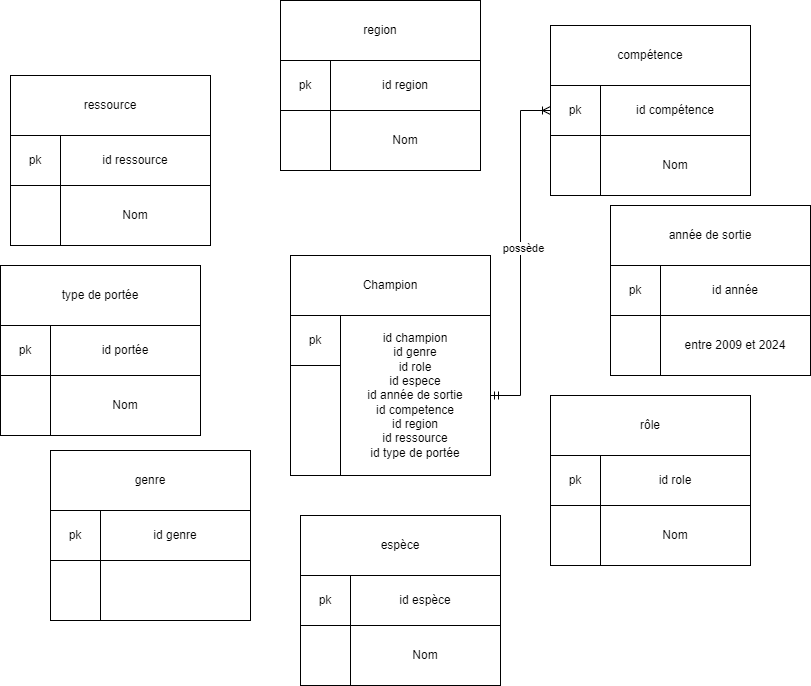 region
pk
id region
Nom
compétence
pk
id compétence
Nom
ressource
pk
id ressource
Nom
année de sortie
pk
id année
entre 2009 et 2024
possède
type de portée
pk
id portée
Nom
Champion
pk
id champion
id genre
id role
id espece
id année de sortie
id competence
id region
id ressource
id type de portée
rôle
pk
id role
Nom
genre
pk
id genre
espèce
pk
id espèce
Nom